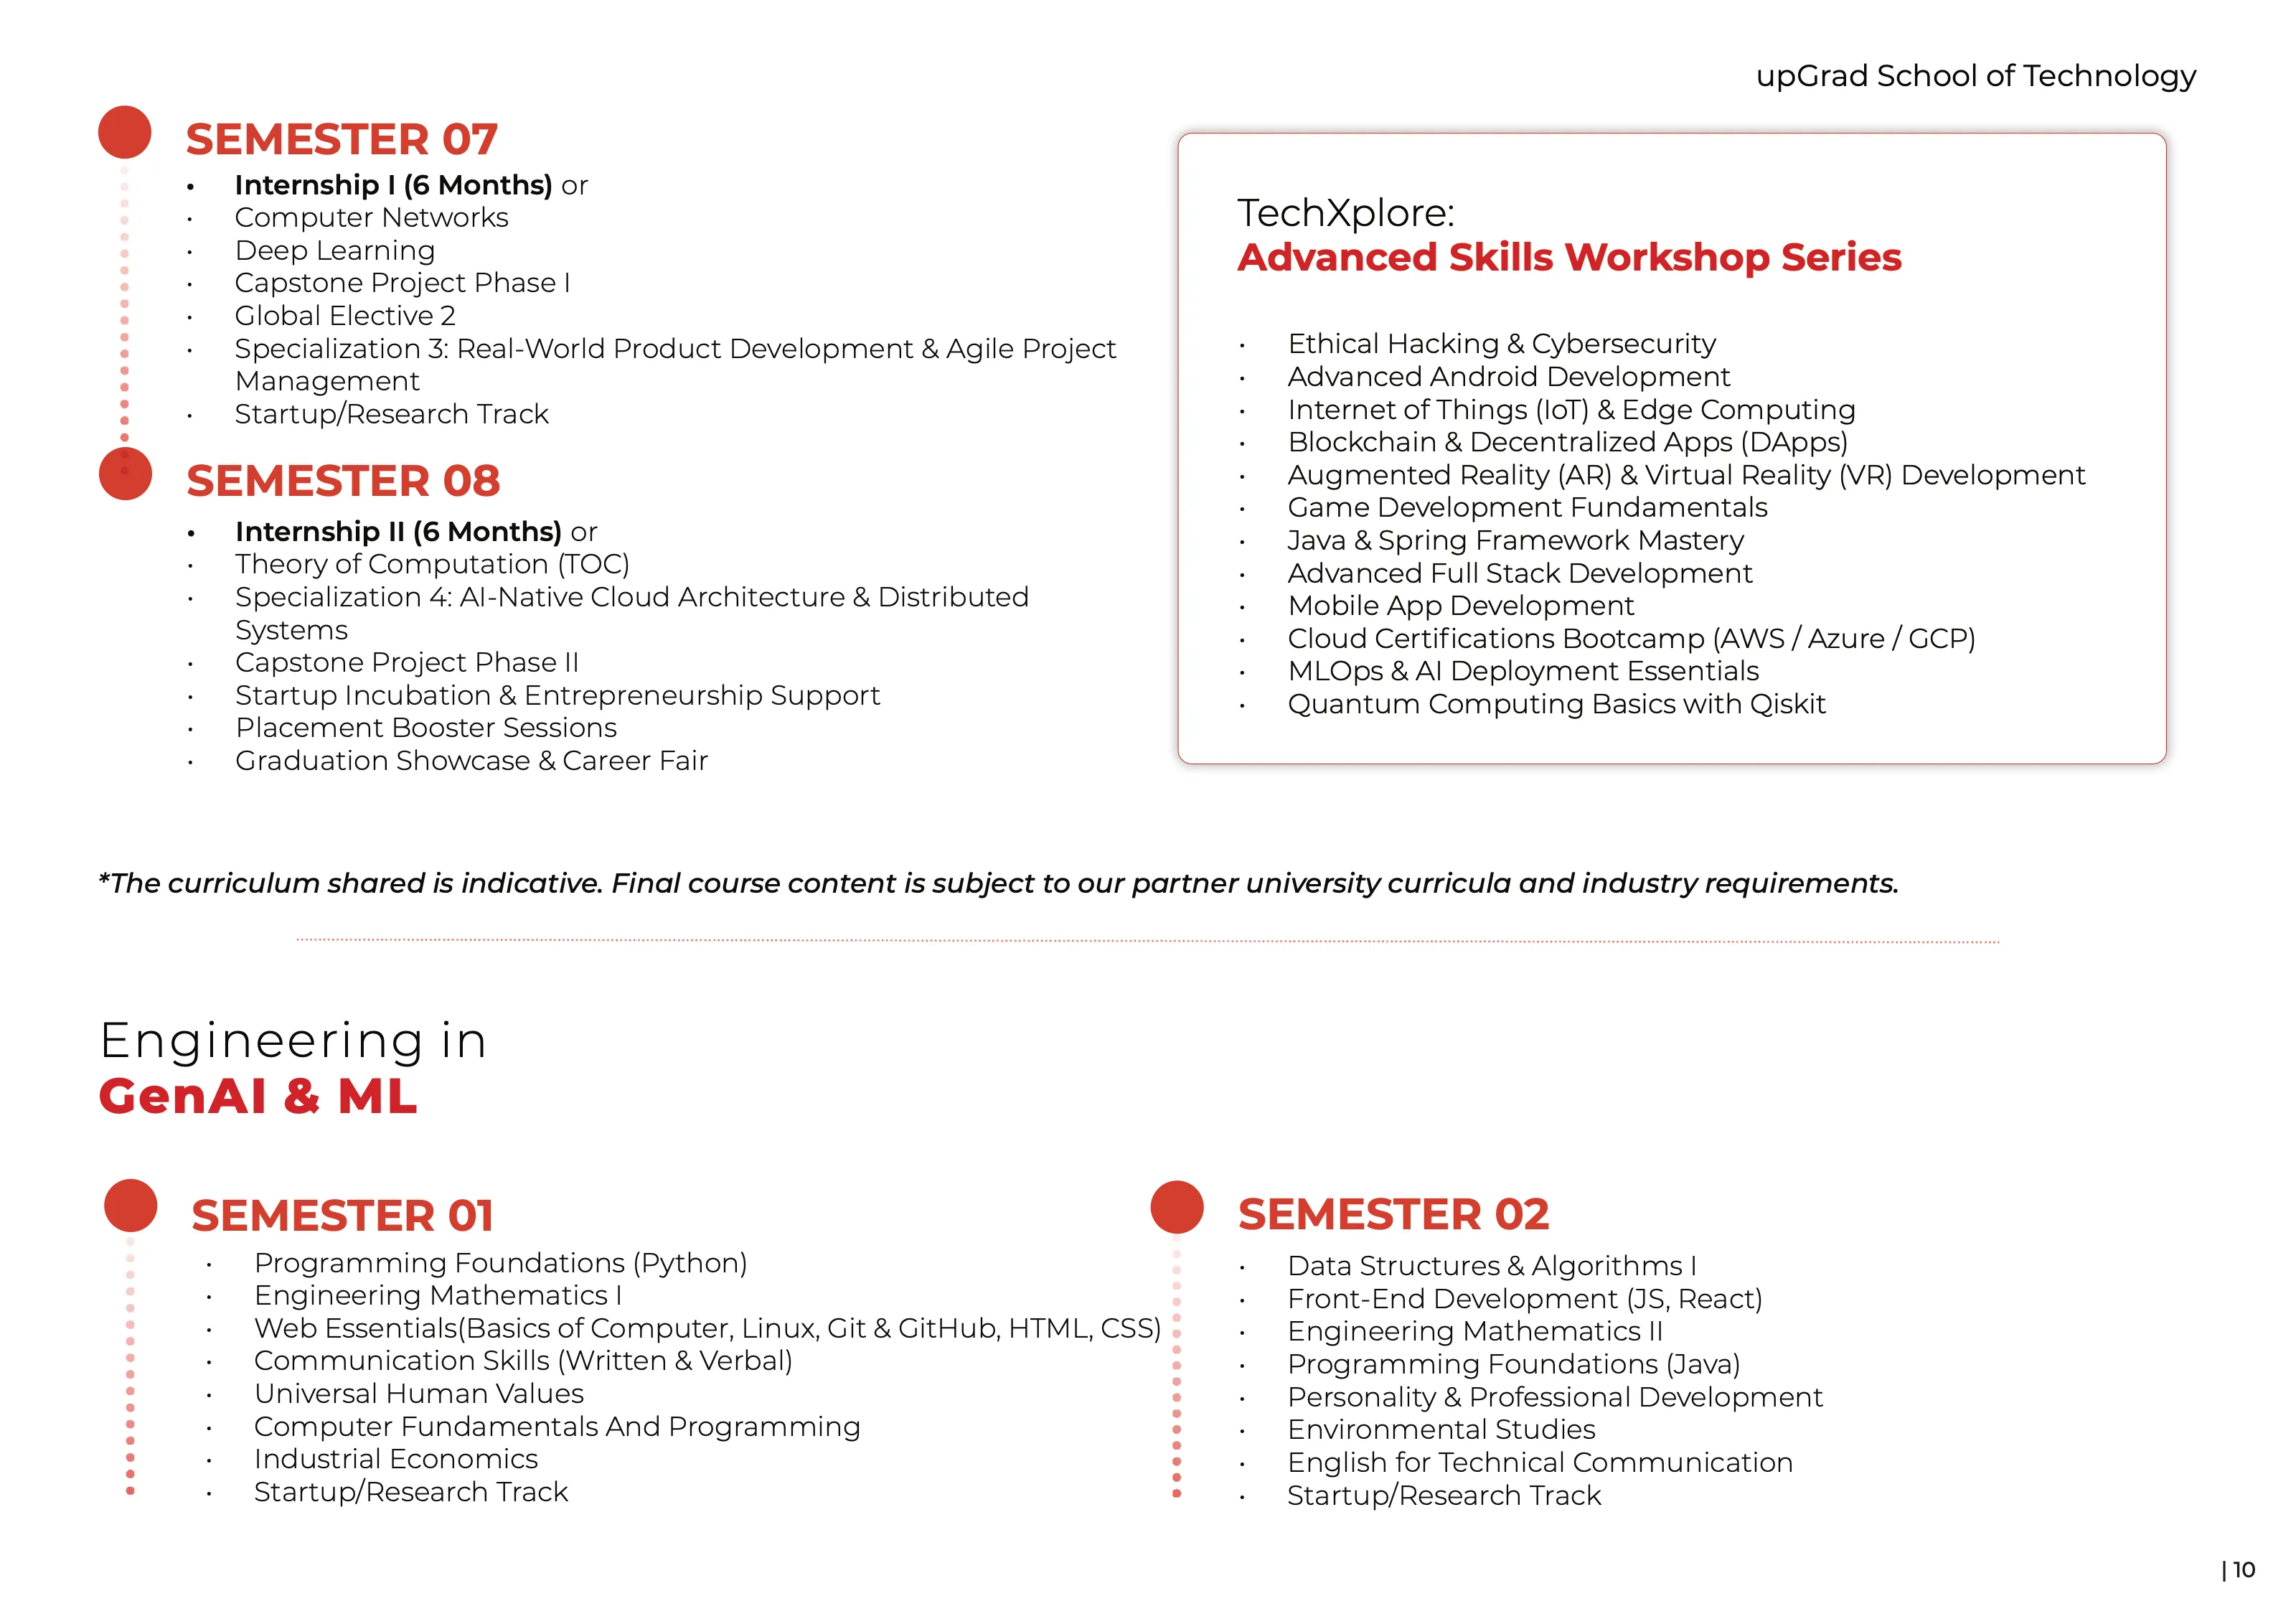 upGrad School of Technology
SEMESTER 07
• Internship I (6 Months) or
• Computer Networks
• Deep Learning
• Capstone Project Phase I
• Global Elective 2
• Specialization 3: Real-World Product Development & Agile Project
Management
• Startup/Research Track
SEMESTER 08
• Internship II (6 Months) or
• Theory of Computation (TOC)
• Specialization 4: AI-Native Cloud Architecture & Distributed
Systems
• Capstone Project Phase II
• Startup Incubation & Entrepreneurship Support
• Placement Booster Sessions
• Graduation Showcase & Career Fair
TechXplore:
Advanced Skills Workshop Series
• Ethical Hacking & Cybersecurity
• Advanced Android Development
• Internet of Things (IoT) & Edge Computing
• Blockchain & Decentralized Apps (DApps)
• Augmented Reality (AR) & Virtual Reality (VR) Development
• Game Development Fundamentals
• Java & Spring Framework Mastery
• Advanced Full Stack Development
• Mobile App Development
• Cloud Certifications Bootcamp (AWS / Azure / GCP)
• MLOps & AI Deployment Essentials
• Quantum Computing Basics with Qiskit
*The curriculum shared is indicative. Final course content is subject to our partner university curricula and industry requirements.
Engineering in
GenAI & ML
SEMESTER 01
• Programming Foundations (Python)
• Engineering Mathematics I
• Web Essentials(Basics of Computer, Linux, Git & GitHub, HTML, CSS)
• Communication Skills (Written & Verbal)
• Universal Human Values
• Computer Fundamentals And Programming
• Industrial Economics
• Startup/Research Track
SEMESTER 02
• Data Structures & Algorithms I
• Front-End Development (JS, React)
• Engineering Mathematics II
• Programming Foundations (Java)
• Personality & Professional Development
• Environmental Studies
• English for Technical Communication
• Startup/Research Track
| 10